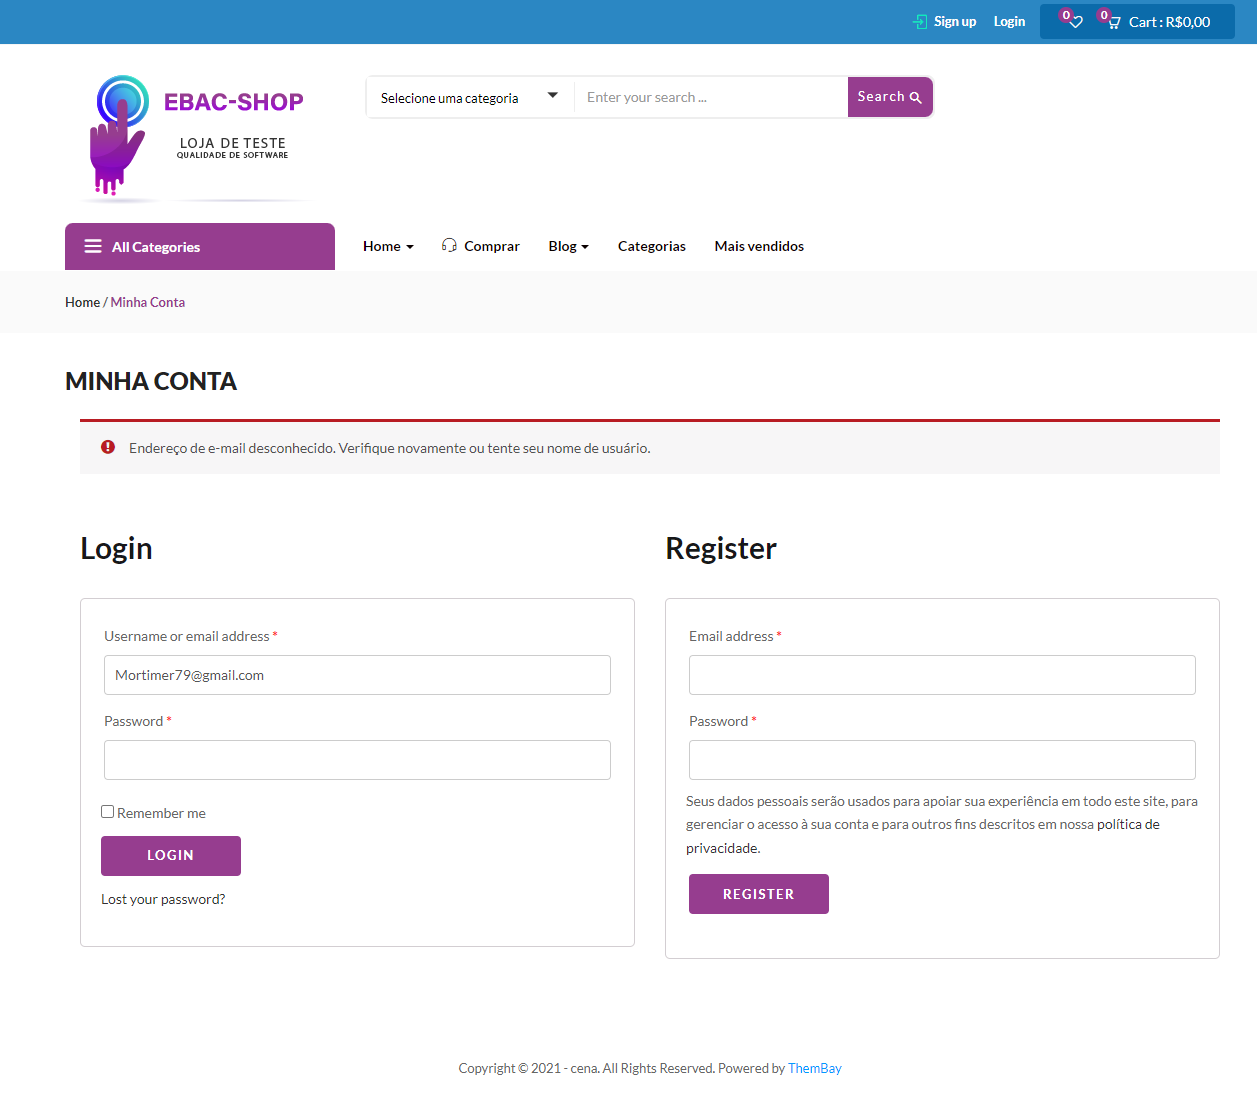 Sign up Login 0 0 Cart : R$0,00
EBAC-SHOP
LOJA DE TESTE
QUALIDADE DE SOFTWARE
Selecione uma categoria Enter your search ... Search
All Categories Home Comprar Blog Categorias Mais vendidos
Home / Minha Conta
MINHA CONTA
Endereço de e-mail desconhecido. Verifique novamente ou tente seu nome de usuário.
Login
Username or email address *
Mortimer79@gmail.com
Password *
Remember me
LOGIN
Lost your password?
Register
Email address *
Password *
Seus dados pessoais serão usados para apoiar sua experiência em todo este site, para
gerenciar o acesso à sua conta e para outros fins descritos em nossa política de
privacidade.
REGISTER
Copyright © 2021 - cena. All Rights Reserved. Powered by ThemBay